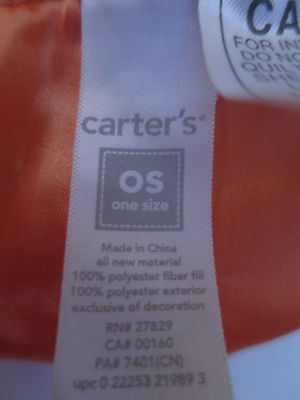 carter's®
OS
one size
Made in China
all new material
100% polyester fiber fill
100% polyester exterior
exclusive of decoration
RN# 27829
CA# 00160
PA# 7401(CN)
upc 0 22253 21989 3
CA
FOR IN
DO NO
QUILT